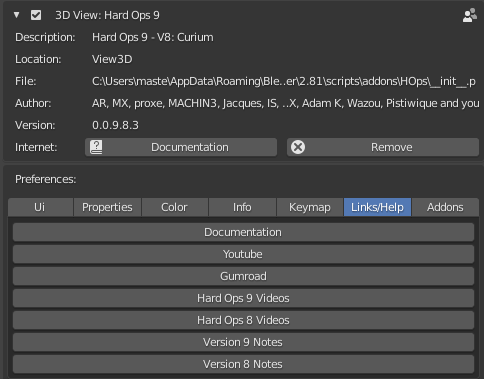 3D View: Hard Ops 9
Description: Hard Ops 9 - V8: Curium
Location: View3D
File: C:\Users\maste\AppData\Roaming\Ble..er\2.81\scripts\addons\HOps\__init__.p
Author: AR, MX, proxe, MACHIN3, Jacques, IS, ..X, Adam K, Wazou, Pistiwique and you
Version: 0.0.9.8.3
Internet: Documentation Remove
Preferences:
Ui Properties Color Info Keymap Links/Help Addons
Documentation
Youtube
Gumroad
Hard Ops 9 Videos
Hard Ops 8 Videos
Version 9 Notes
Version 8 Notes